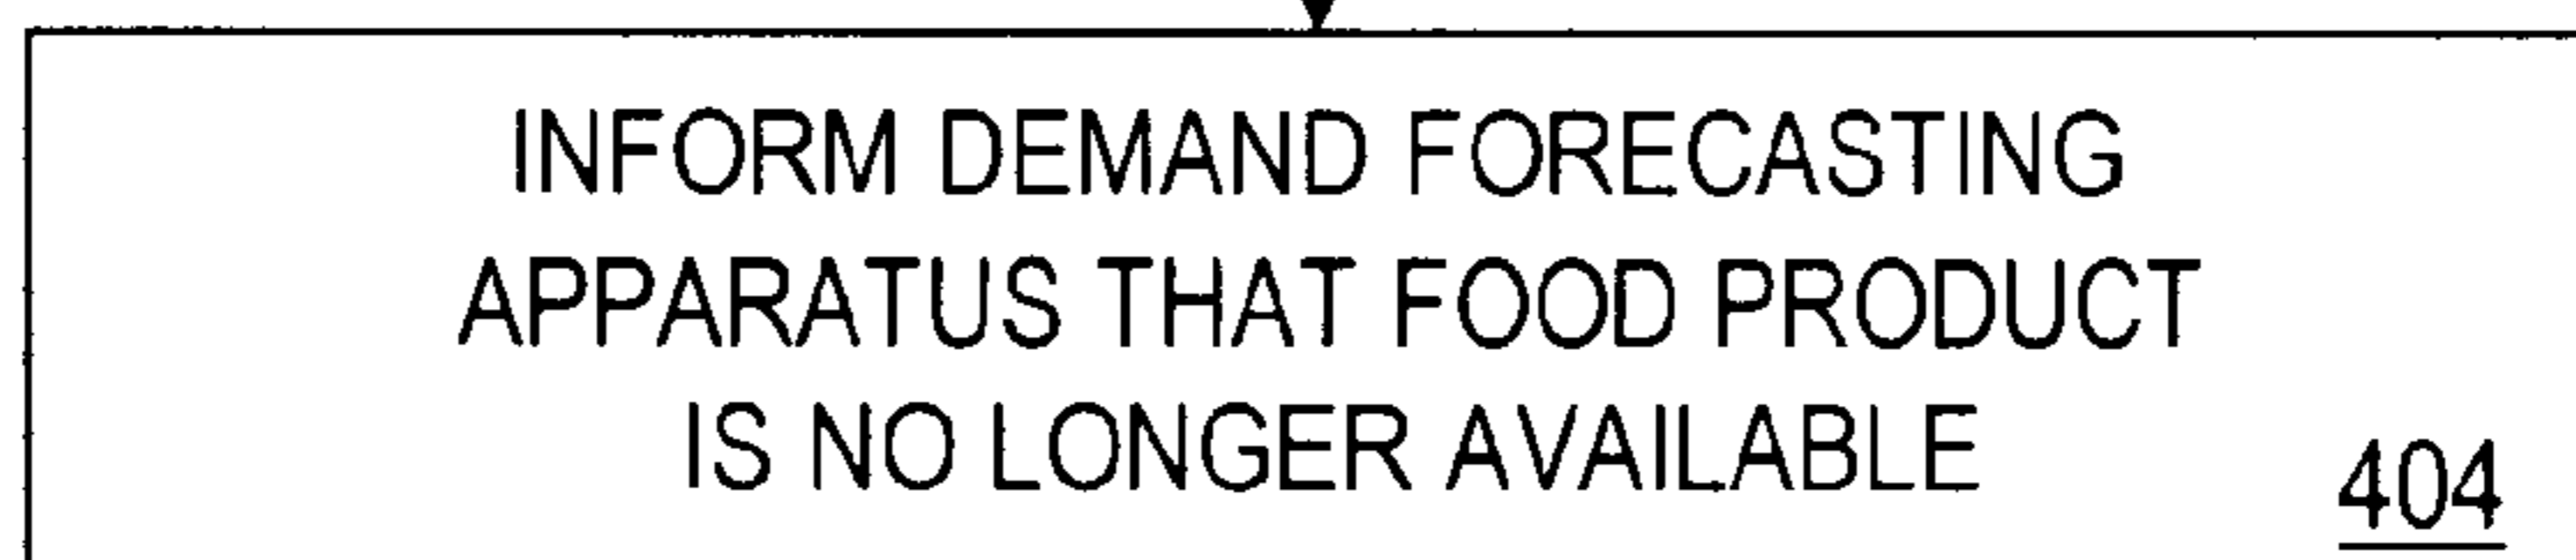 INFORM DEMAND FORECASTING
APPARATUS THAT FOOD PRODUCT
IS NO LONGER AVAILABLE
404